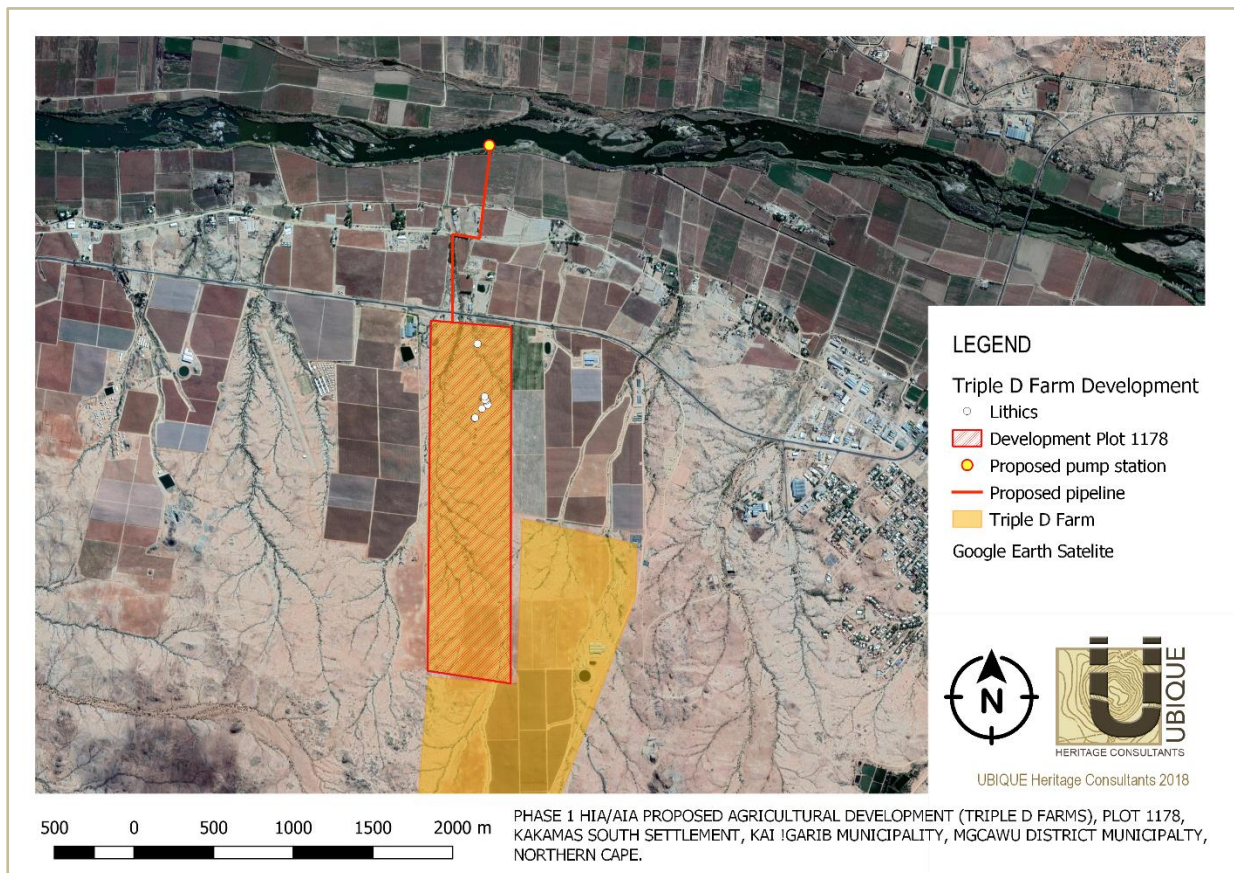 LEGEND
Triple D Farm Development
Lithics
Development Plot 1178
Proposed pump station
Proposed pipeline
Triple D Farm
Google Earth Satelite
N
UBIQUE
HERITAGE CONSULTANTS
UBIQUE Heritage Consultants 2018
500 0 500 1000 1500 2000 m
PHASE 1 HIA/AIA PROPOSED AGRICULTURAL DEVELOPMENT (TRIPLE D FARMS), PLOT 1178,
KAKAMAS SOUTH SETTLEMENT, KAI !GARIB MUNICIPALITY, MGCAWU DISTRICT MUNICIPALTY,
NORTHERN CAPE.